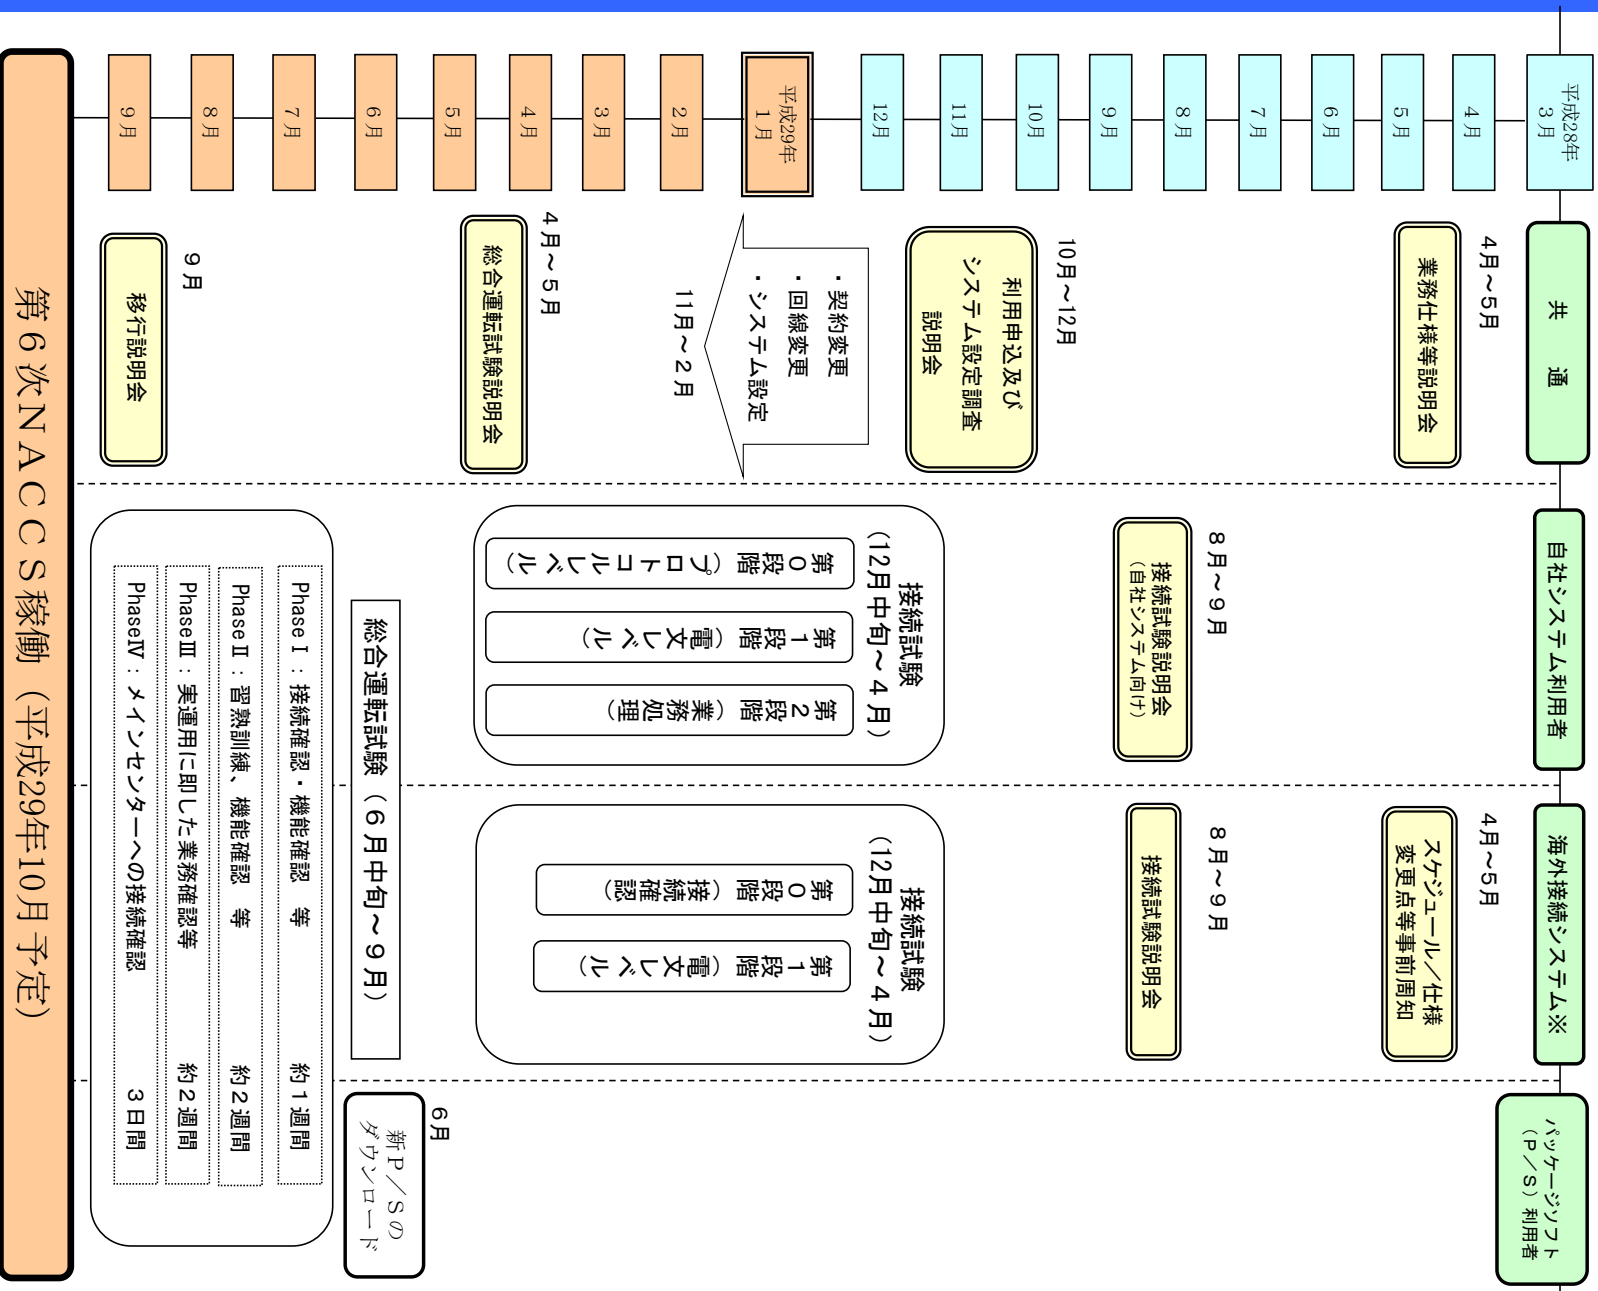 平成28年
３月
４月
５月
６月
７月
８月
９月
10月
11月
12月
平成29年
１月
２月
３月
４月
５月
６月
７月
８月
９月
共　通
４月～５月
業務仕様等説明会
10月～12月
利用申込及び
システム設定調査
説明会
・契約変更
・回線変更
・システム設定
11月～２月
４月～５月
総合運転試験説明会
９月
移行説明会
自社システム利用者
８月～９月
接続試験説明会
（自社システム向け）
接続試験
（12月中旬～４月）
第０段階（プロトコルレベル）
第１段階（電文レベル）
第２段階（業務処理）
海外接続システム※
４月～５月
スケジュール／仕様
変更点等事前周知
８月～９月
接続試験説明会
接続試験
（12月中旬～４月）
第０段階（接続確認）
第１段階（電文レベル）
パッケージソフト
（Ｐ／Ｓ）利用者
６月
新Ｐ／Ｓの
ダウンロード
総合運転試験（６月中旬～９月）
PhaseⅠ：接続確認・機能確認　等　約１週間
PhaseⅡ：習熟訓練、機能確認　等　約２週間
PhaseⅢ：実運用に即した業務確認等　約２週間
PhaseⅣ：メインセンターへの接続確認　３日間
第６次ＮＡＣＣＳ稼働（平成29年10月予定）